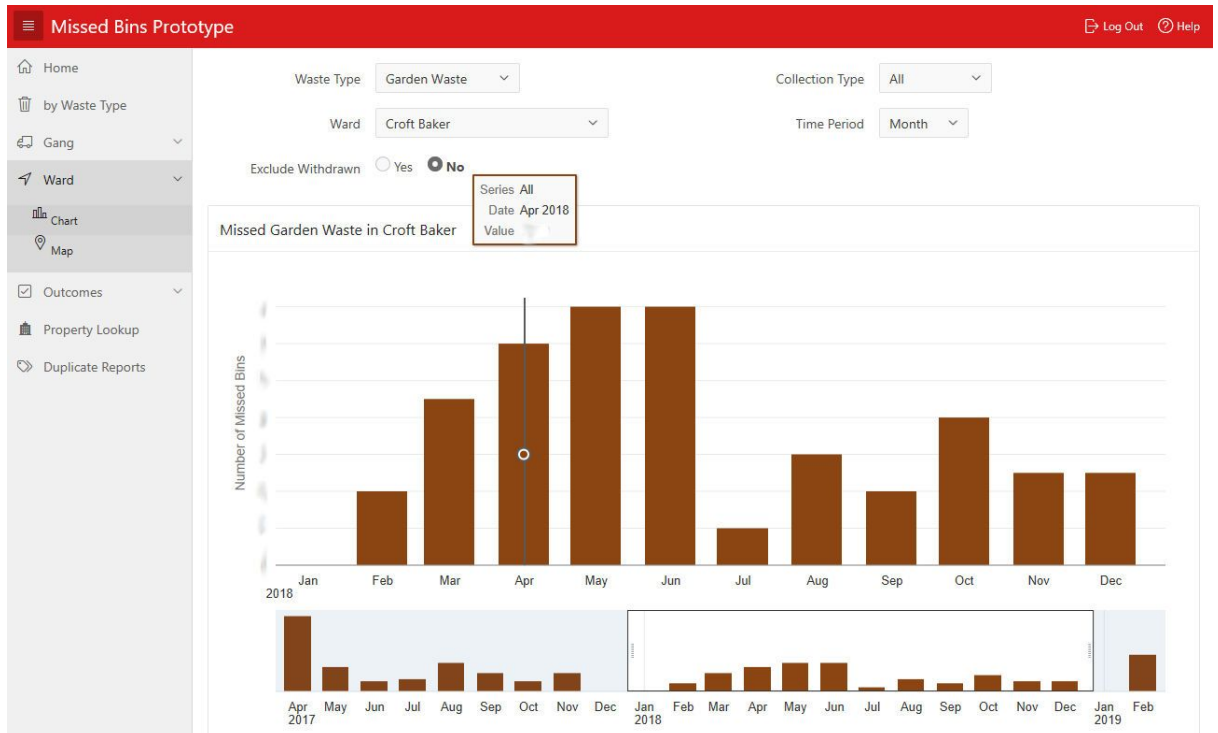 Missed Bins Prototype
Log Out
Help
Home
by Waste Type
Gang
Ward
Chart
Map
Outcomes
Property Lookup
Duplicate Reports
Waste Type Garden Waste
Collection Type All
Ward Croft Baker
Time Period Month
Exclude Withdrawn Yes No
Series All
Date Apr 2018
Value
Missed Garden Waste in Croft Baker
Number of Missed Bins
Jan Feb Mar Apr May Jun Jul Aug Sep Oct Nov Dec
2018
Apr May Jun Jul Aug Sep Oct Nov Dec Jan Feb Mar Apr May Jun Jul Aug Sep Oct Nov Dec Jan Feb
2017 2018 2019